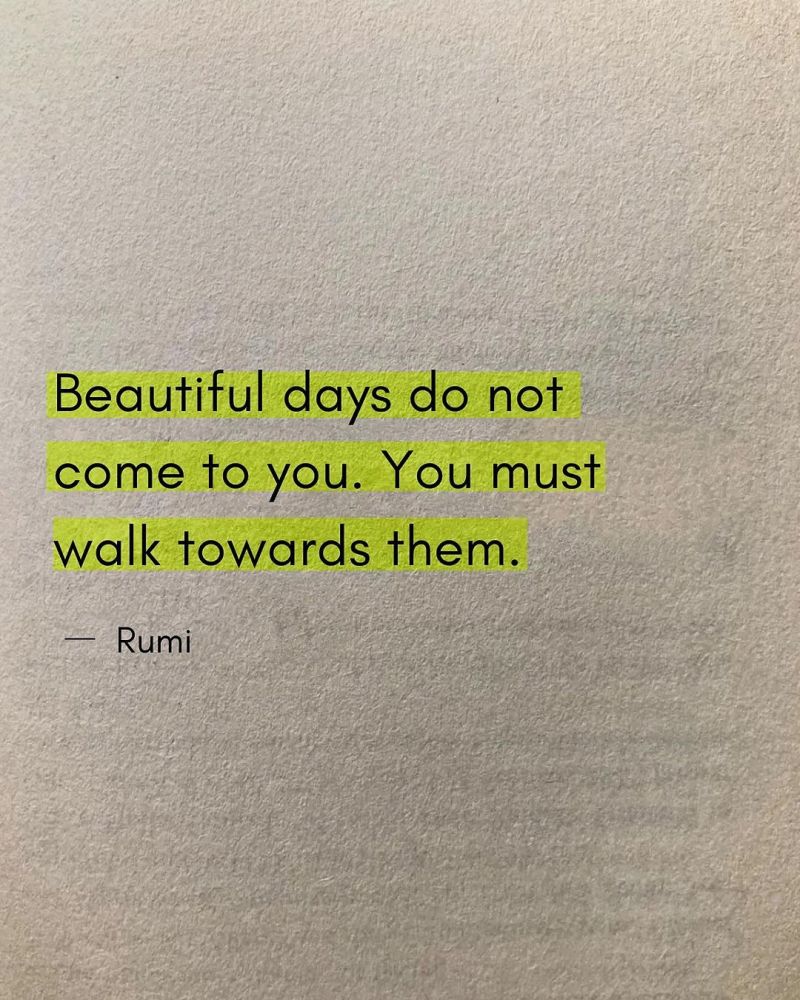 Beautiful days do not
come to you. You must
walk towards them.
— Rumi